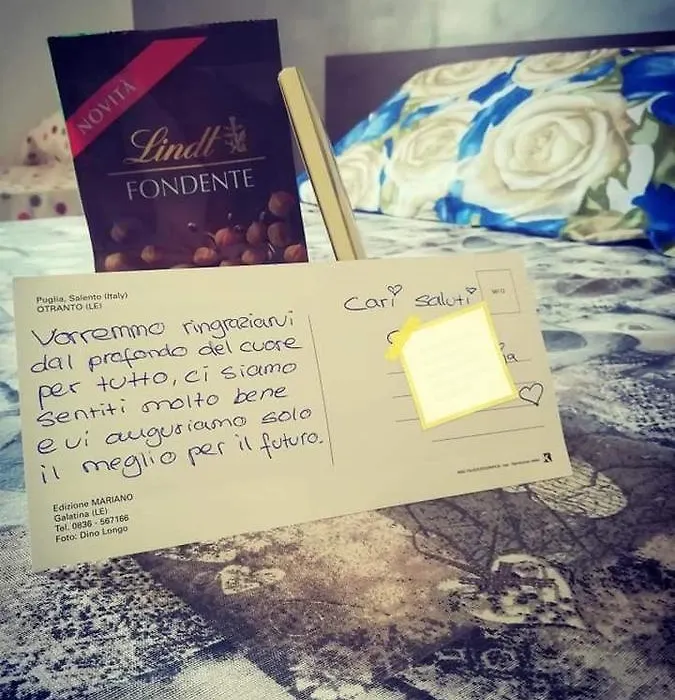 NOVITÀ
Lindt
FONDENTE
Puglia, Salento (Italy)
OTRANTO (LE)
Vorremmo ringraziarvi
dal profondo del cuore
per tutto, ci siamo
sentiti molto bene
e vi auguriamo solo
il meglio per il futuro.
Edizione MARIANO
Galatina (LE)
Tel. 0836 - 567166
Foto: Dino Longo
Cari saluti